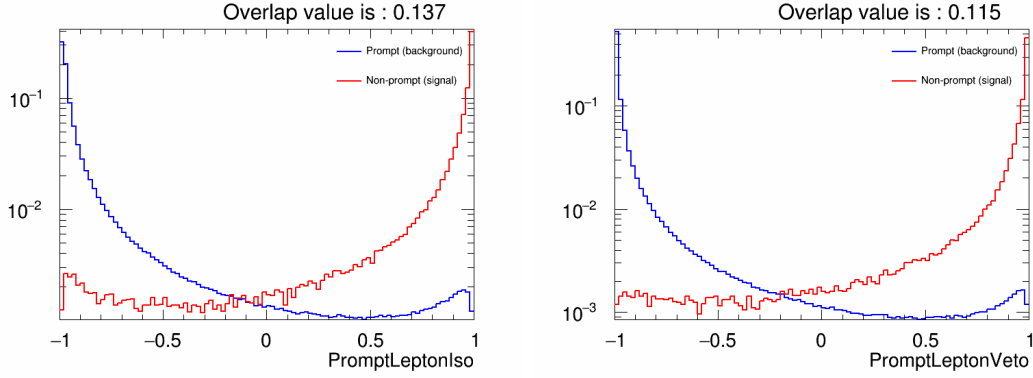 Overlap value is : 0.137
Prompt (background)
Non-prompt (signal)
10⁻¹
10⁻²
−1 −0.5 0 0.5 1
PromptLeptonIso
Overlap value is : 0.115
Prompt (background)
Non-prompt (signal)
10⁻¹
10⁻²
10⁻³
−1 −0.5 0 0.5 1
PromptLeptonVeto